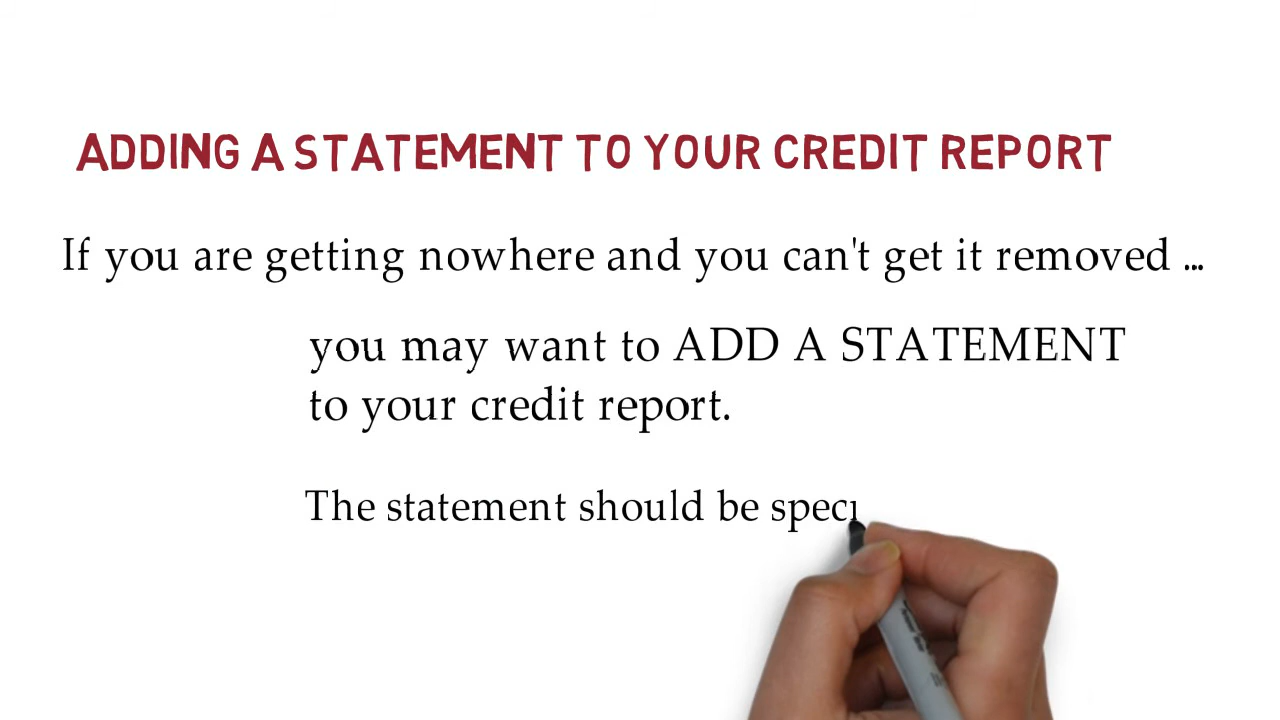 ADDING A STATEMENT TO YOUR CREDIT REPORT
If you are getting nowhere and you can't get it removed ...
you may want to ADD A STATEMENT
to your credit report.
The statement should be speci